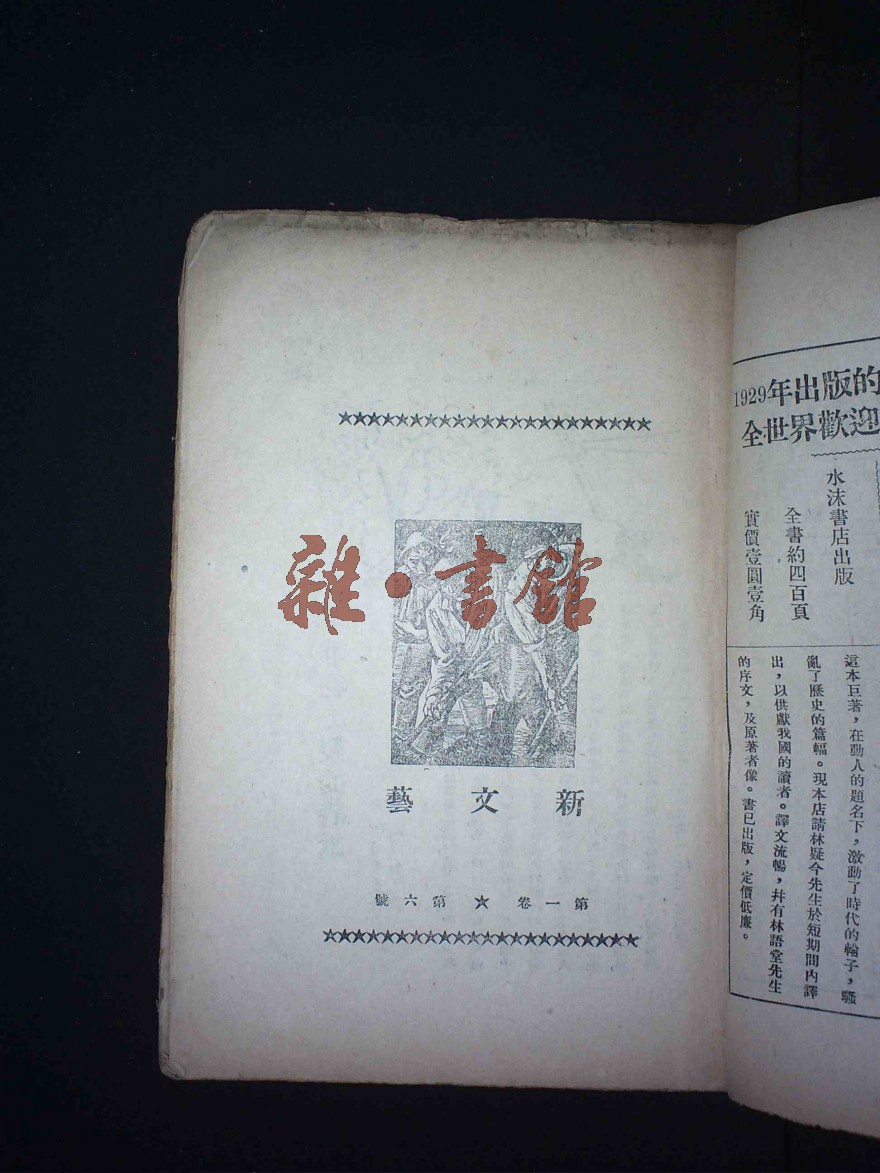 雜·書館
新文藝
第一卷 ★ 第六號
1929年出版的
全世界歡迎
水沫書店出版
全書約四百頁
實價壹圓壹角
這本巨著，在動人的題名下，激動了時代的輪子，騷
亂了歷史的篇幅。現本店請林疑今先生於短期間內譯
出，以供獻我國的讀者。譯文流暢，幷有林語堂先生
的序文，及原著者像。書已出版，定價低廉。